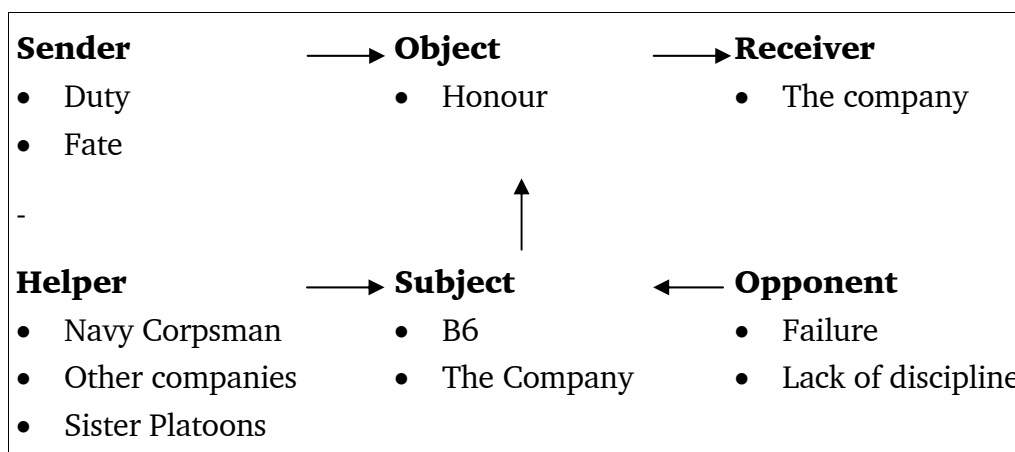 Sender Object Receiver
• Duty • Honour • The company
• Fate
-
Helper Subject Opponent
• Navy Corpsman • B6 • Failure
• Other companies • The Company • Lack of discipline
• Sister Platoons